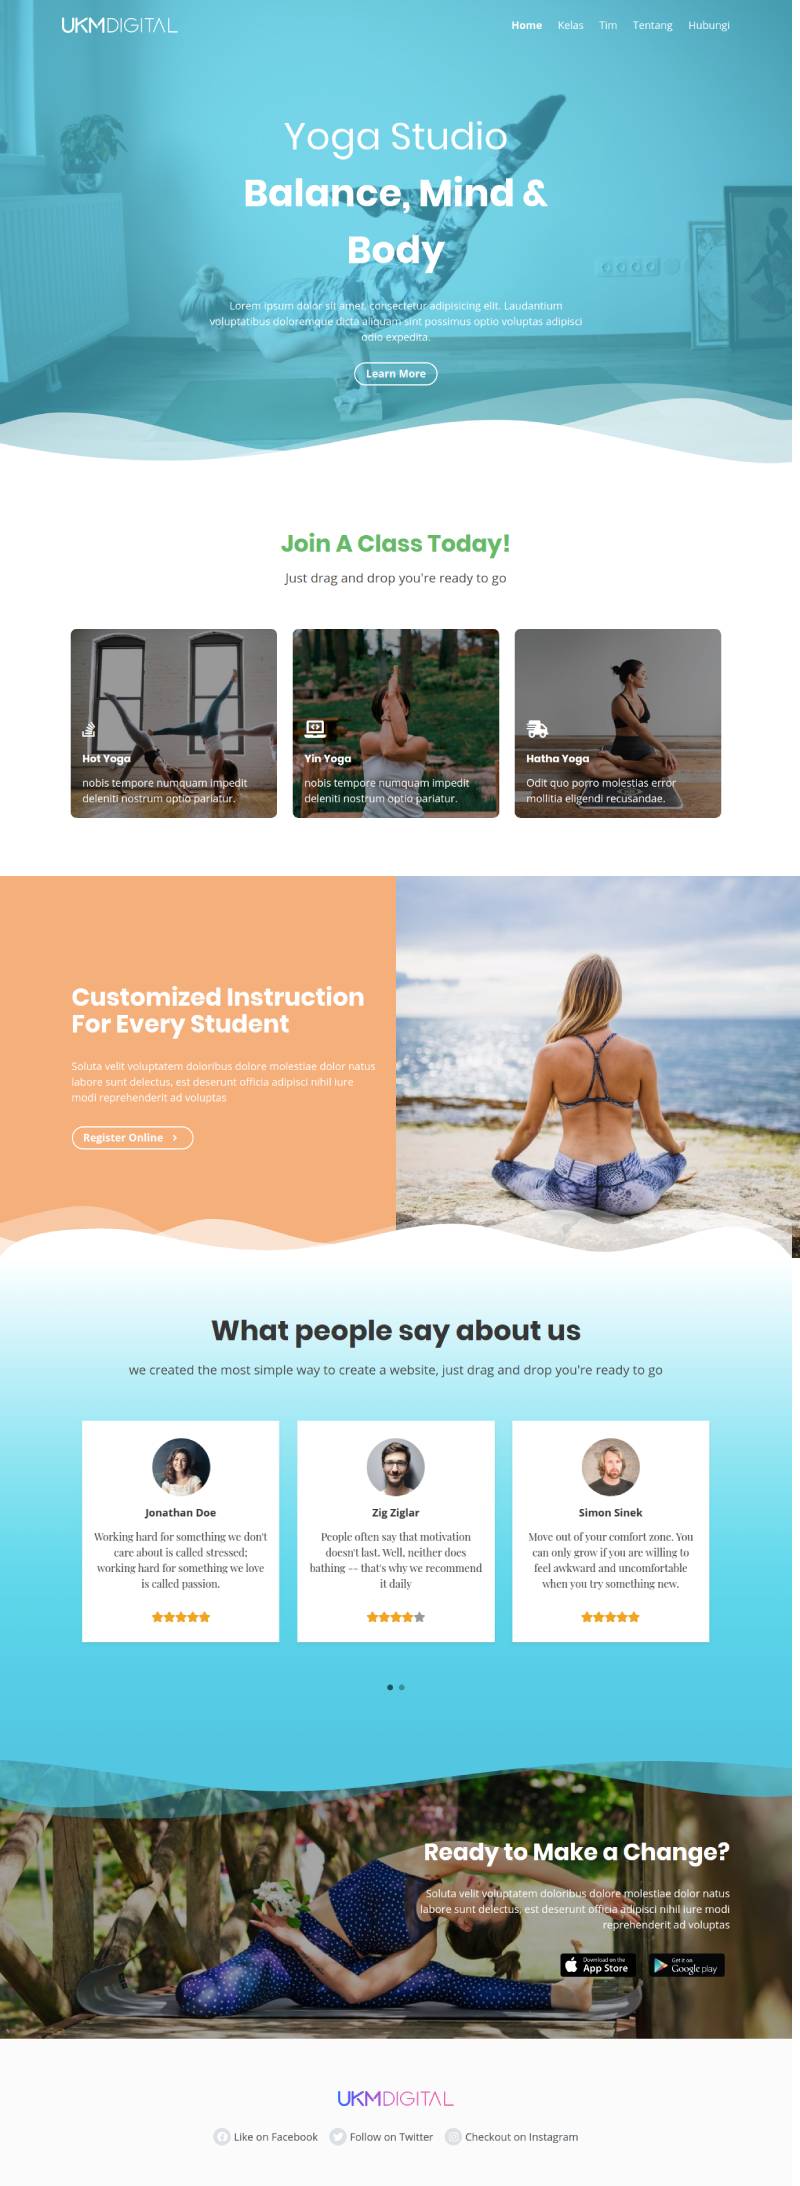 UKMDIGITAL
Home Kelas Tim Tentang Hubungi
Yoga Studio
Balance, Mind &
Body
Lorem ipsum dolor sit amet, consectetur adipisicing elit. Laudantium
voluptatibus doloremque dicta aliquam sint possimus optio voluptas adipisci
odio expedita.
Learn More
Join A Class Today!
Just drag and drop you're ready to go
Hot Yoga
nobis tempore numquam impedit
deleniti nostrum optio pariatur.
Yin Yoga
nobis tempore numquam impedit
deleniti nostrum optio pariatur.
Hatha Yoga
Odit quo porro molestias error
mollitia eligendi recusandae.
Customized Instruction
For Every Student
Soluta velit voluptatem doloribus dolore molestiae dolor natus
labore sunt delectus, est deserunt officia adipisci nihil iure
modi reprehenderit ad voluptas
Register Online
What people say about us
we created the most simple way to create a website, just drag and drop you're ready to go
Jonathan Doe
Working hard for something we don't
care about is called stressed;
working hard for something we love
is called passion.
Zig Ziglar
People often say that motivation
doesn't last. Well, neither does
bathing -- that's why we recommend
it daily
Simon Sinek
Move out of your comfort zone. You
can only grow if you are willing to
feel awkward and uncomfortable
when you try something new.
Ready to Make a Change?
Soluta velit voluptatem doloribus dolore molestiae dolor natus
labore sunt delectus, est deserunt officia adipisci nihil iure modi
reprehenderit ad voluptas
Download on the
App Store
Get it on
Google play
UKMDIGITAL
Like on Facebook Follow on Twitter Checkout on Instagram